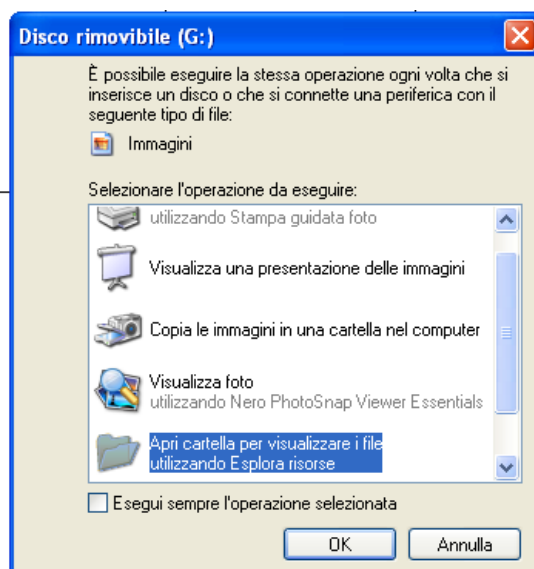 Disco rimovibile (G:)
È possibile eseguire la stessa operazione ogni volta che si
inserisce un disco o che si connette una periferica con il
seguente tipo di file:
Immagini
Selezionare l'operazione da eseguire:
utilizzando Stampa guidata foto
Visualizza una presentazione delle immagini
Copia le immagini in una cartella nel computer
Visualizza foto
utilizzando Nero PhotoSnap Viewer Essentials
Apri cartella per visualizzare i file
utilizzando Esplora risorse
Esegui sempre l'operazione selezionata
OK
Annulla